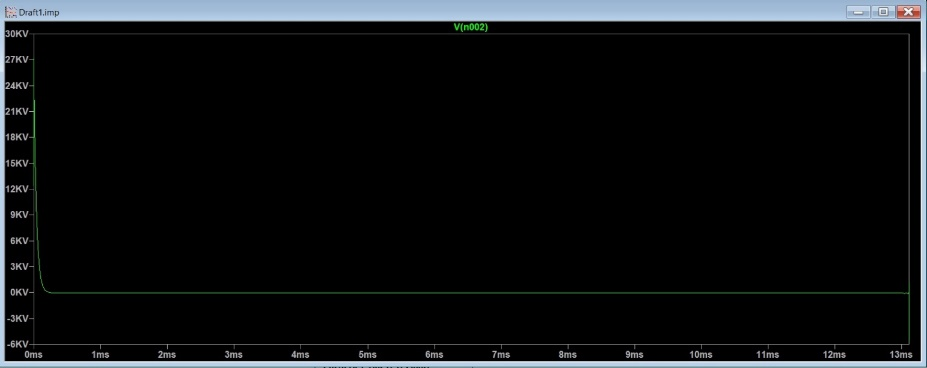 Draft1.imp
V(n002)
30KV
27KV
24KV
21KV
18KV
15KV
12KV
9KV
6KV
3KV
0KV
-3KV
-6KV
0ms 1ms 2ms 3ms 4ms 5ms 6ms 7ms 8ms 9ms 10ms 11ms 12ms 13ms